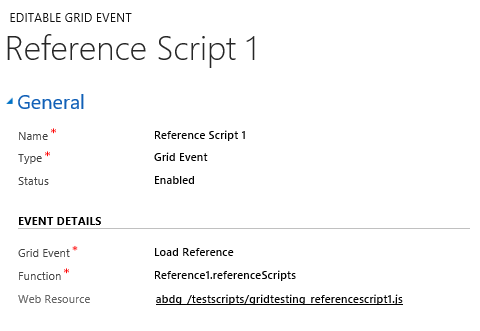 EDITABLE GRID EVENT
Reference Script 1
General
Name * Reference Script 1
Type * Grid Event
Status Enabled
EVENT DETAILS
Grid Event * Load Reference
Function * Reference1.referenceScripts
Web Resource abdg_/testscripts/gridtesting_referencescript1.js